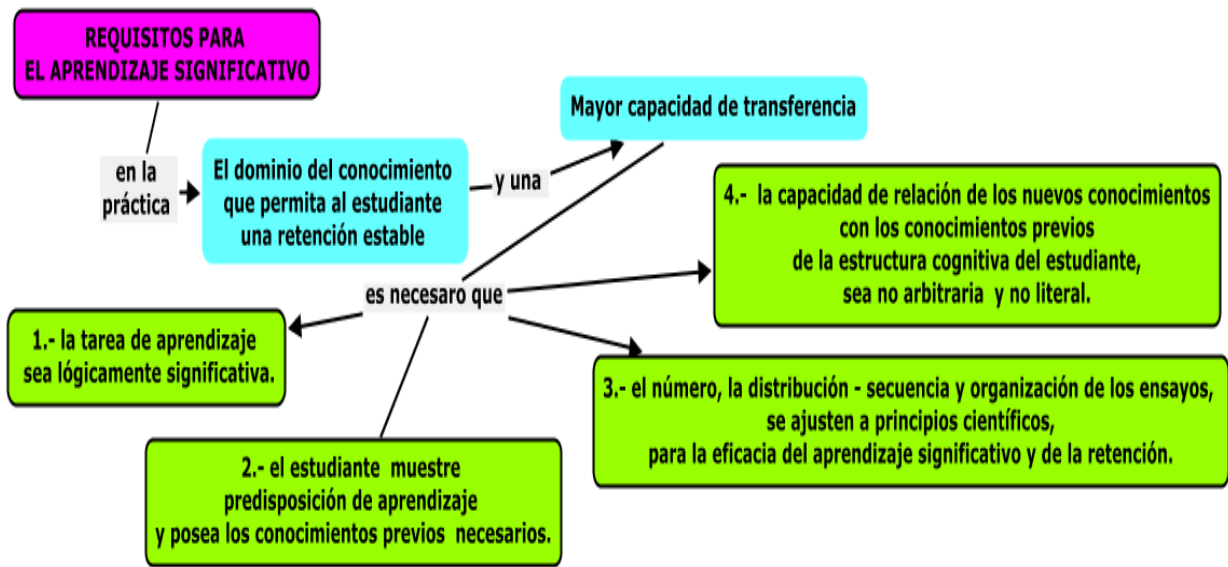 REQUISITOS PARA
EL APRENDIZAJE SIGNIFICATIVO
en la
práctica
El dominio del conocimiento
que permita al estudiante
una retención estable
y una
Mayor capacidad de transferencia
es necesaro que
1.- la tarea de aprendizaje
sea lógicamente significativa.
2.- el estudiante muestre
predisposición de aprendizaje
y posea los conocimientos previos necesarios.
3.- el número, la distribución - secuencia y organización de los ensayos,
se ajusten a principios científicos,
para la eficacia del aprendizaje significativo y de la retención.
4.- la capacidad de relación de los nuevos conocimientos
con los conocimientos previos
de la estructura cognitiva del estudiante,
sea no arbitraria y no literal.